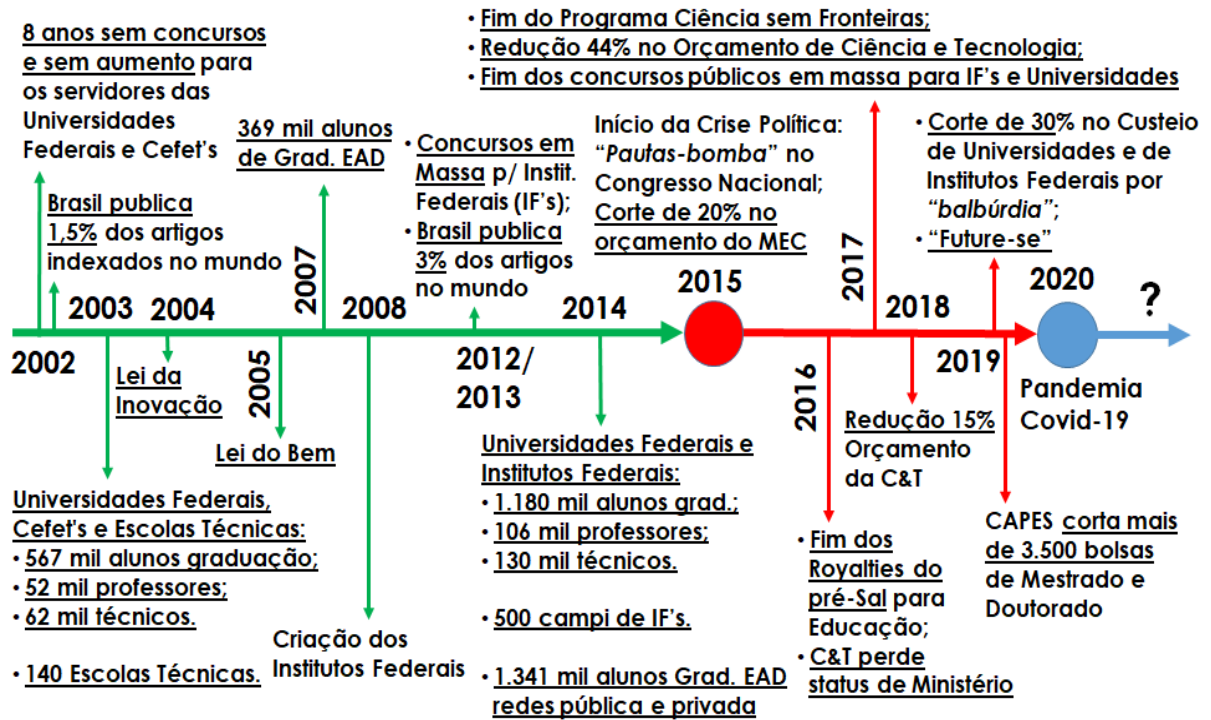 8 anos sem concursos
e sem aumento para
os servidores das
Universidades
Federais e Cefet's
Brasil publica
1,5% dos artigos
indexados no mundo
369 mil alunos
de Grad. EAD
• Concursos em
Massa p/ Instit.
Federais (IF's);
• Brasil publica
3% dos artigos
no mundo
• Fim do Programa Ciência sem Fronteiras;
• Redução 44% no Orçamento de Ciência e Tecnologia;
• Fim dos concursos públicos em massa para IF's e Universidades
Início da Crise Política:
“Pautas-bomba” no
Congresso Nacional;
Corte de 20% no
orçamento do MEC
• Corte de 30% no Custeio
de Universidades e de
Institutos Federais por
“balbúrdia”;
• “Future-se”
2002
2003
2004
2005
2007
2008
2012/
2013
2014
2015
2016
2017
2018
2019
2020
?
Lei da
Inovação
Lei do Bem
Universidades Federais,
Cefet's e Escolas Técnicas:
• 567 mil alunos graduação;
• 52 mil professores;
• 62 mil técnicos.
• 140 Escolas Técnicas.
Criação dos
Institutos Federais
Universidades Federais e
Institutos Federais:
• 1.180 mil alunos grad.;
• 106 mil professores;
• 130 mil técnicos.
• 500 campi de IF's.
• 1.341 mil alunos Grad. EAD
redes pública e privada
• Fim dos
Royalties do
pré-Sal para
Educação;
• C&T perde
status de Ministério
Redução 15%
Orçamento
da C&T
CAPES corta mais
de 3.500 bolsas
de Mestrado e
Doutorado
Pandemia
Covid-19